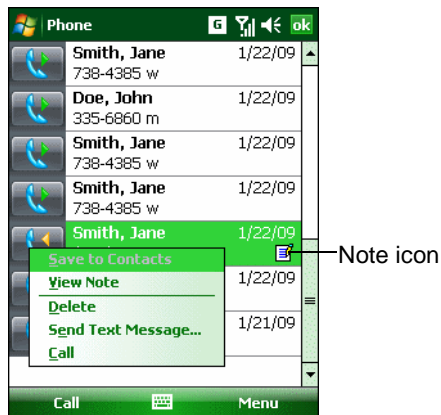 Phone G ok
Smith, Jane 1/22/09
738-4385 w
Doe, John 1/22/09
335-6860 m
Smith, Jane 1/22/09
738-4385 w
Smith, Jane 1/22/09
738-4385 w
Smith, Jane 1/22/09
Note icon
Save to Contacts
View Note 1/22/09
Delete
Send Text Message... 1/21/09
Call
Call Menu